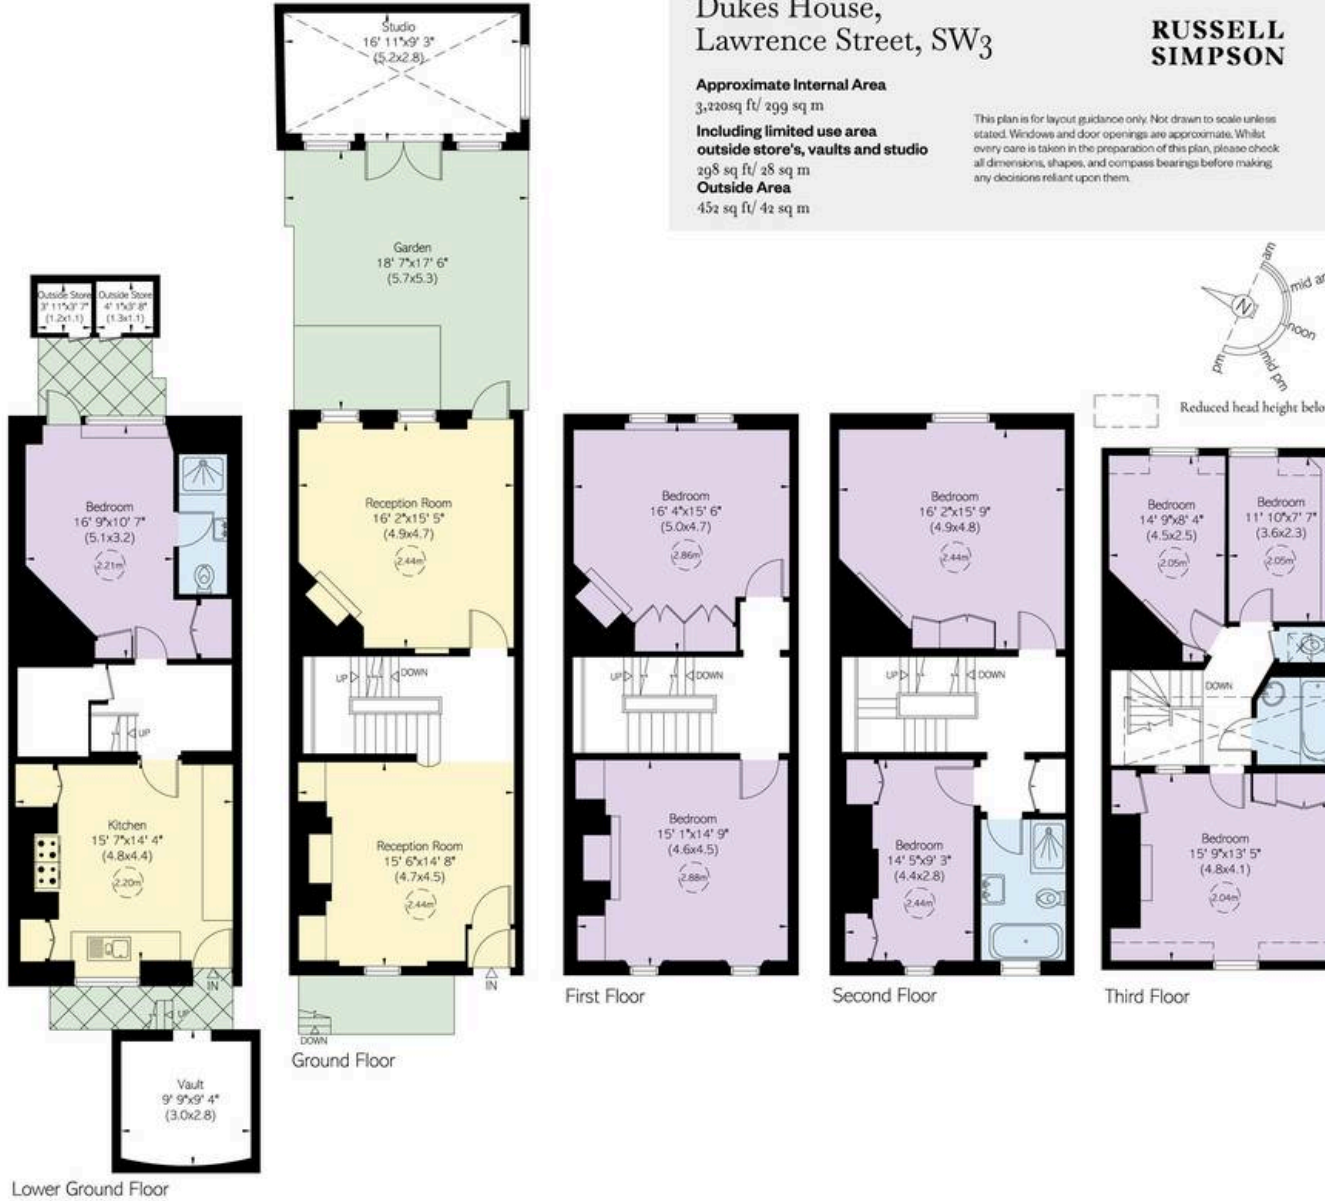 Dukes House,
Lawrence Street, SW3
RUSSELL
SIMPSON
Approximate Internal Area
3,220sq ft/ 299 sq m
Including limited use area
outside store's, vaults and studio
298 sq ft/ 28 sq m
Outside Area
452 sq ft/ 42 sq m
This plan is for layout guidance only. Not drawn to scale unless
stated. Windows and door openings are approximate. Whilst
every care is taken in the preparation of this plan, please check
all dimensions, shapes, and compass bearings before making
any decisions reliant upon them.
am
mid am
noon
mid pm
pm
N
Reduced head height belo
Outside Store
3' 11"x3' 7"
(1.2x1.1)
Outside Store
4' 1"x3' 8"
(1.3x1.1)
Bedroom
16' 9"x10' 7"
(5.1x3.2)
2.21m
UP
Kitchen
15' 7"x14' 4"
(4.8x4.4)
2.20m
IN
UP
Vault
9' 9"x9' 4"
(3.0x2.8)
Lower Ground Floor
Studio
16' 11"x9' 3"
(5.2x2.8)
Garden
18' 7"x17' 6"
(5.7x5.3)
Reception Room
16' 2"x15' 5"
(4.9x4.7)
2.44m
UP
DOWN
Reception Room
15' 6"x14' 8"
(4.7x4.5)
2.44m
IN
DOWN
Ground Floor
Bedroom
16' 4"x15' 6"
(5.0x4.7)
2.86m
UP
DOWN
Bedroom
15' 1"x14' 9"
(4.6x4.5)
2.88m
First Floor
Bedroom
16' 2"x15' 9"
(4.9x4.8)
2.44m
UP
DOWN
Bedroom
14' 5"x9' 3"
(4.4x2.8)
2.44m
Second Floor
Bedroom
14' 9"x8' 4"
(4.5x2.5)
2.05m
Bedroom
11' 10"x7' 7"
(3.6x2.3)
2.05m
DOWN
Bedroom
15' 9"x13' 5"
(4.8x4.1)
2.04m
Third Floor